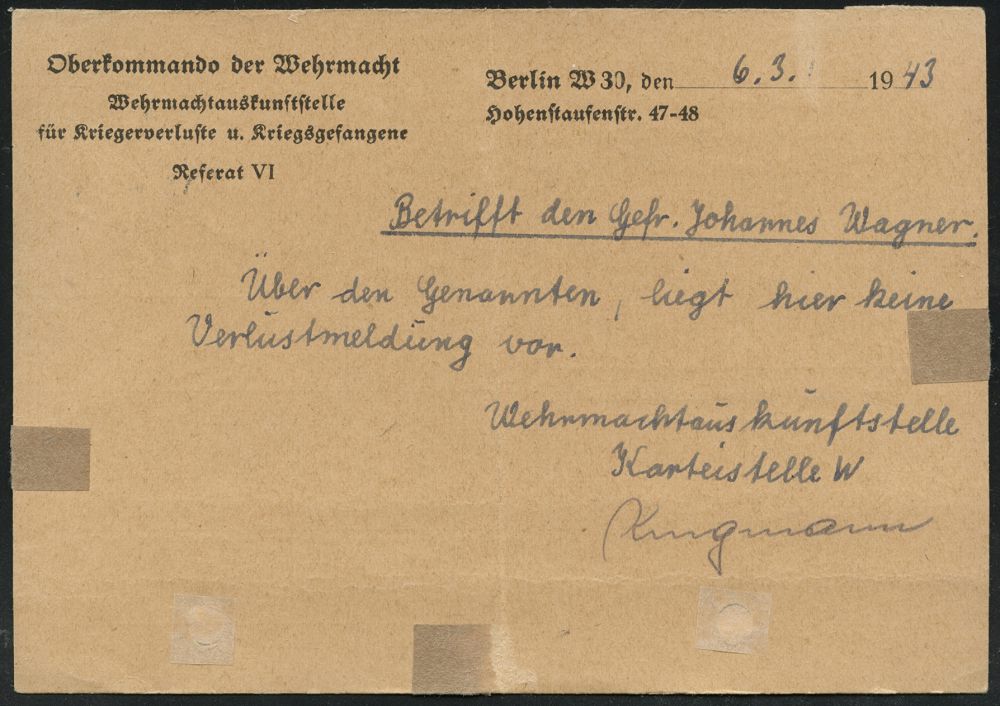 Oberkommando der Wehrmacht
Wehrmachtauskunftstelle
für Kriegerverluste u. Kriegsgefangene
Referat VI
Berlin W 30, den 6. 3. 1943
Hohenstaufenstr. 47-48
Betrifft den Gefr. Johannes Wagner.
Über den Genannten, liegt hier keine
Verlustmeldung vor.
Wehrmachtauskunftstelle
Karteistelle W